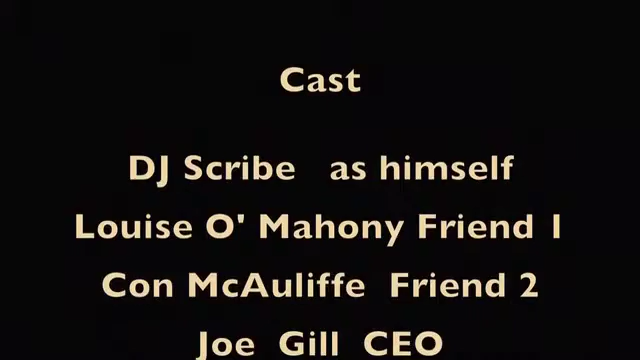 Cast
DJ Scribe as himself
Louise O' Mahony Friend 1
Con McAuliffe Friend 2
Joe Gill CEO